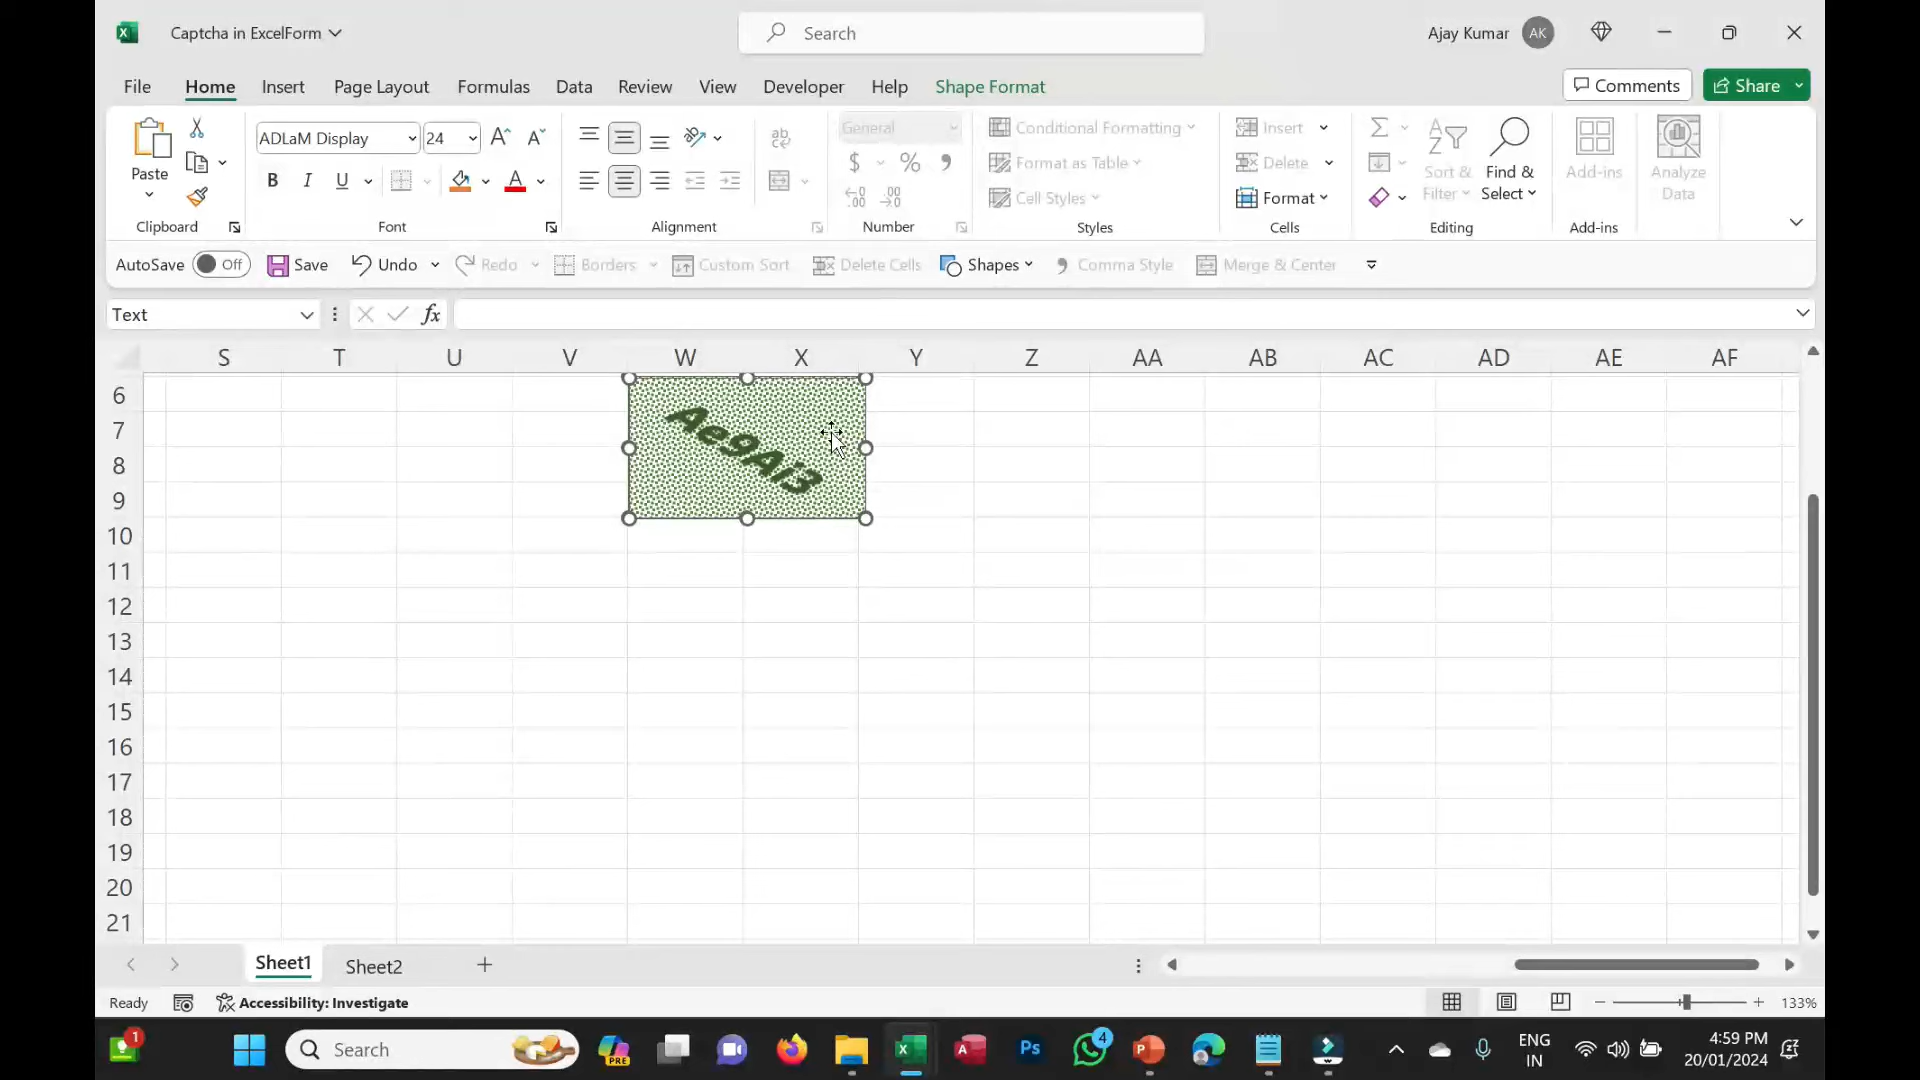 Captcha in ExcelForm
Search
Ajay Kumar
AK
File
Home
Insert
Page Layout
Formulas
Data
Review
View
Developer
Help
Shape Format
Comments
Share
Paste
Clipboard
ADLaM Display
24
B
I
U
A
Font
ab
Alignment
General
$
%
Number
Conditional Formatting
Format as Table
Cell Styles
Styles
Insert
Delete
Format
Cells
Sort &
Filter
Find &
Select
Editing
Add-ins
Add-ins
Analyze
Data
AutoSave
Off
Save
Undo
Redo
Borders
Custom Sort
Delete Cells
Shapes
Comma Style
Merge & Center
Text
fx
S T U V W X Y Z AA AB AC AD AE AF
6
7
8
9
10
11
12
13
14
15
16
17
18
19
20
21
Ae9Ai3
Sheet1
Sheet2
Ready
Accessibility: Investigate
133%
1
Search
PRE
A
Ps
4
P
ENG
IN
4:59 PM
20/01/2024